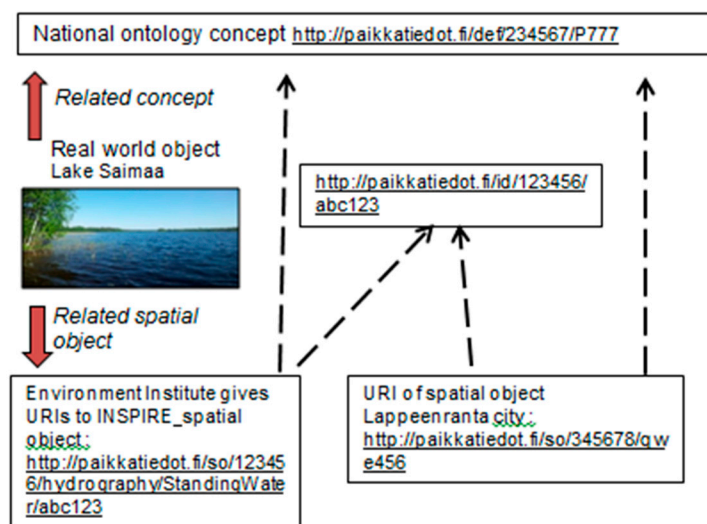 National ontology concept http://paikkatiedot.fi/def/234567/P777
Related concept
Real world object
Lake Saimaa
http://paikkatiedot.fi/id/123456/
abc123
Related spatial
object
Environment Institute gives
URIs to INSPIRE_spatial
object:
http://paikkatiedot.fi/so/12345
6/hydrography/StandingWate
r/abc123
URI of spatial object
Lappeenranta city:
http://paikkatiedot.fi/so/345678/qw
e456